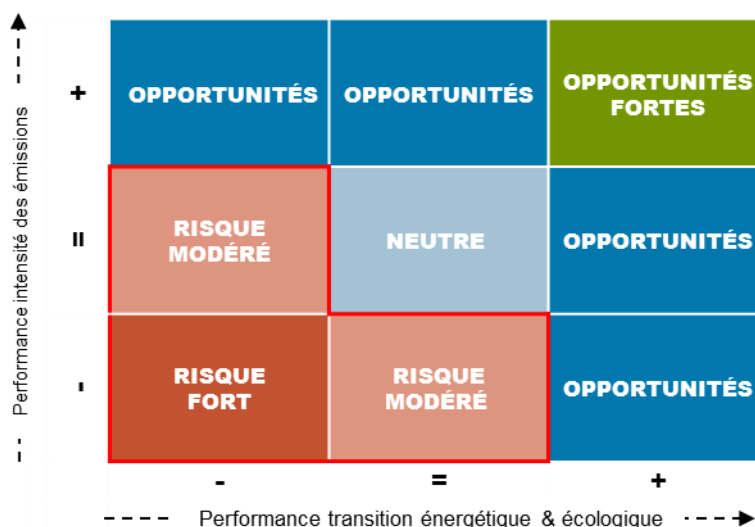 Performance intensité des émissions
+
OPPORTUNITÉS
OPPORTUNITÉS
OPPORTUNITÉS
FORTES
=
RISQUE
MODÉRÉ
NEUTRE
OPPORTUNITÉS
-
RISQUE
FORT
RISQUE
MODÉRÉ
OPPORTUNITÉS
- = +
Performance transition énergétique & écologique